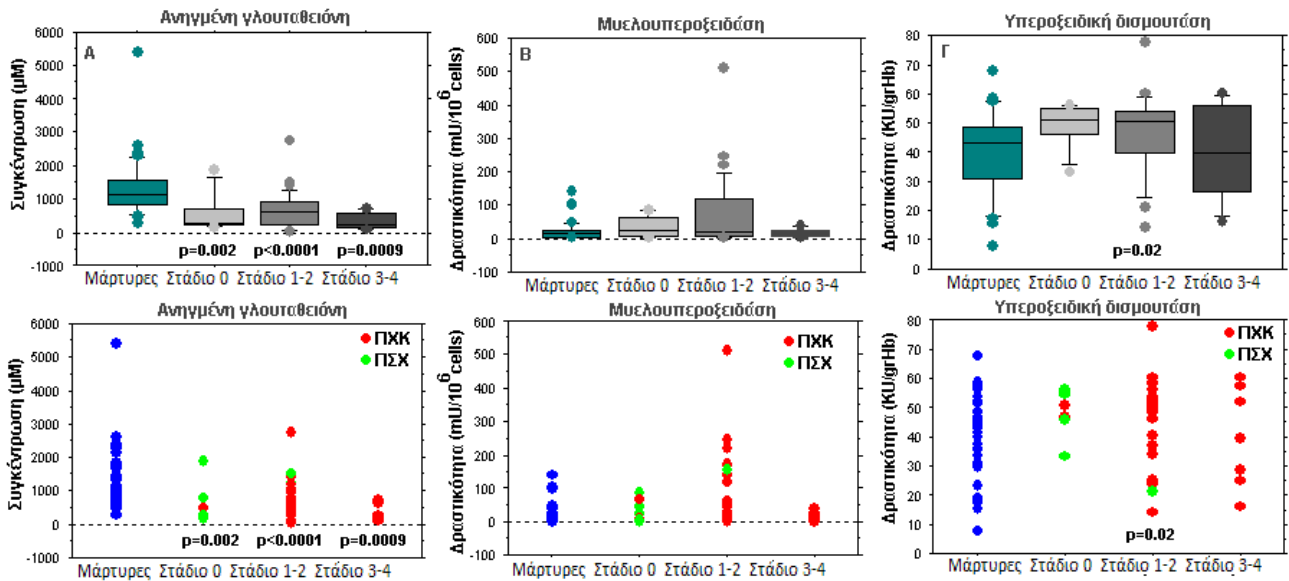 Ανηγμένη γλουταθειόνη
Συγκέντρωση (μM)
A
6000
5000
4000
3000
2000
1000
0
-1000
p=0.002 p<0.0001 p=0.0009
Μάρτυρες Στάδιο 0 Στάδιο 1-2 Στάδιο 3-4
Μυελουπεροξειδάση
Δραστικότητα (mU/10^6 cells)
B
600
500
400
300
200
100
0
-100
Μάρτυρες Στάδιο 0 Στάδιο 1-2 Στάδιο 3-4
Υπεροξειδική δισμουτάση
Δραστικότητα (KU/grHb)
Γ
80
70
60
50
40
30
20
10
0
p=0.02
Μάρτυρες Στάδιο 0 Στάδιο 1-2 Στάδιο 3-4
Ανηγμένη γλουταθειόνη
Συγκέντρωση (μM)
6000
5000
4000
3000
2000
1000
0
-1000
ΠΧΚ
ΠΣΧ
p=0.002 p<0.0001 p=0.0009
Μάρτυρες Στάδιο 0 Στάδιο 1-2 Στάδιο 3-4
Μυελουπεροξειδάση
Δραστικότητα (mU/10^6 cells)
600
500
400
300
200
100
0
-100
ΠΧΚ
ΠΣΧ
Μάρτυρες Στάδιο 0 Στάδιο 1-2 Στάδιο 3-4
Υπεροξειδική δισμουτάση
Δραστικότητα (KU/grHb)
80
70
60
50
40
30
20
10
0
ΠΧΚ
ΠΣΧ
p=0.02
Μάρτυρες Στάδιο 0 Στάδιο 1-2 Στάδιο 3-4